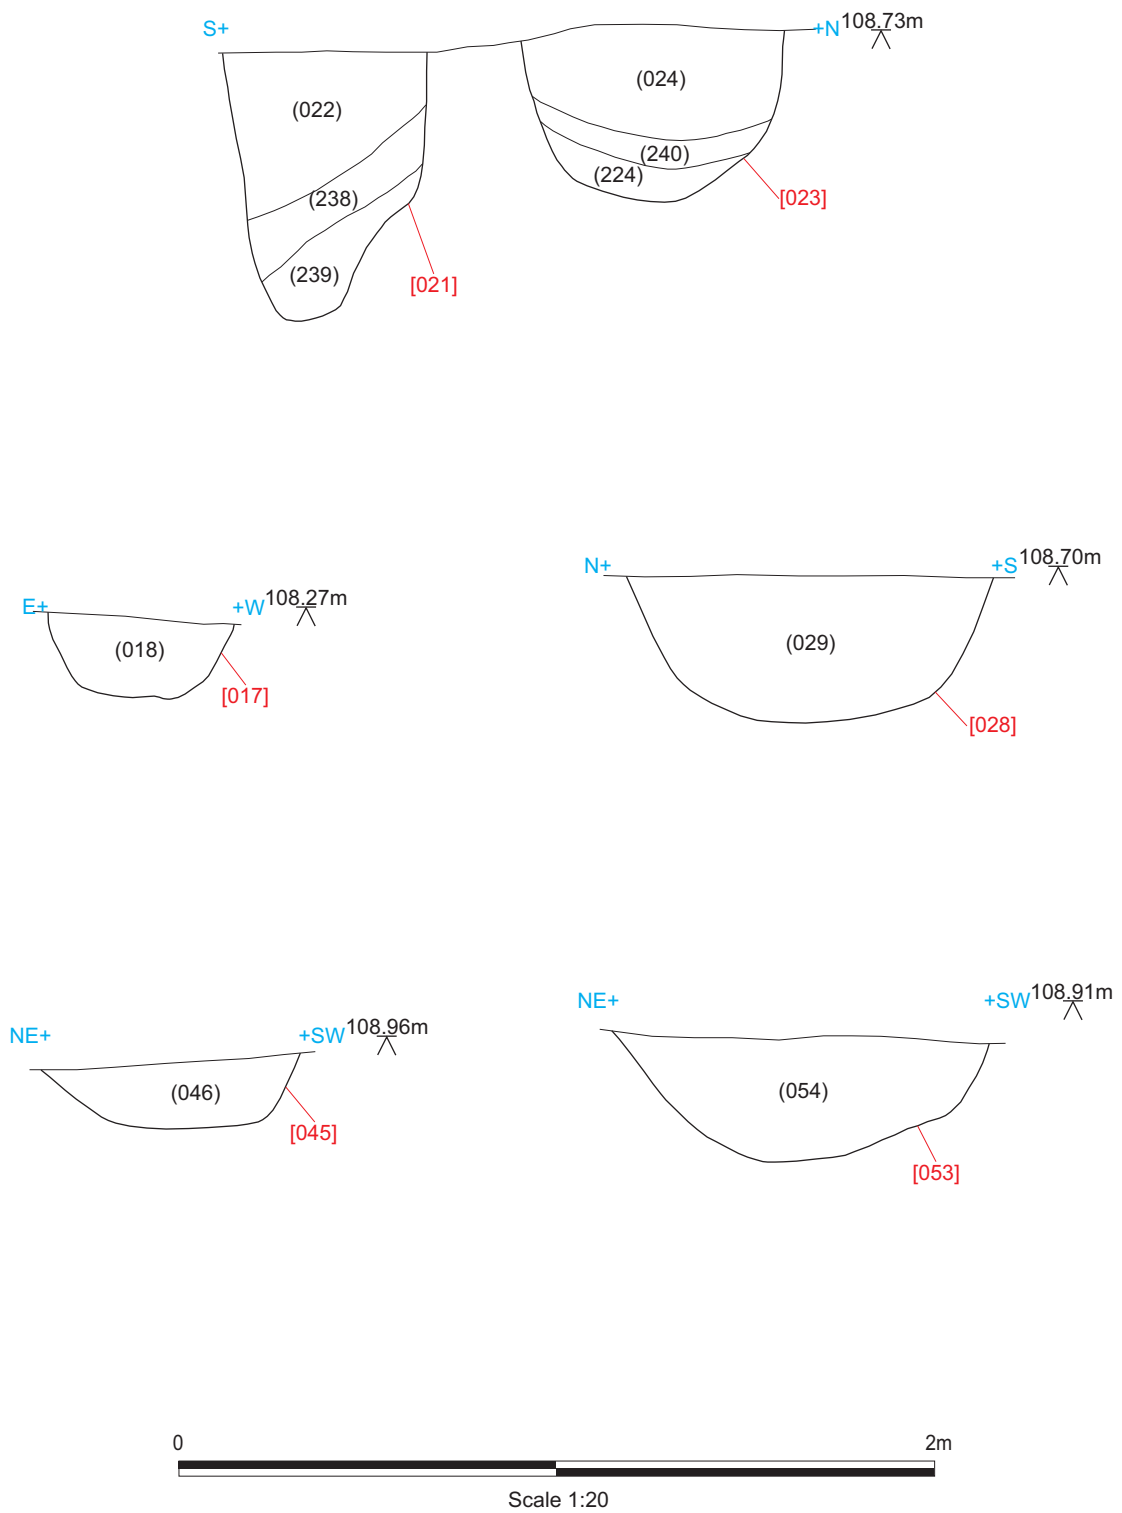 S+
+N 108.73m
(022)
(024)
(238)
(240)
(224)
[023]
(239)
[021]
E+
+W 108.27m
(018)
[017]
N+
+S 108.70m
(029)
[028]
NE+
+SW 108.96m
(046)
[045]
NE+
+SW 108.91m
(054)
[053]
0
2m
Scale 1:20